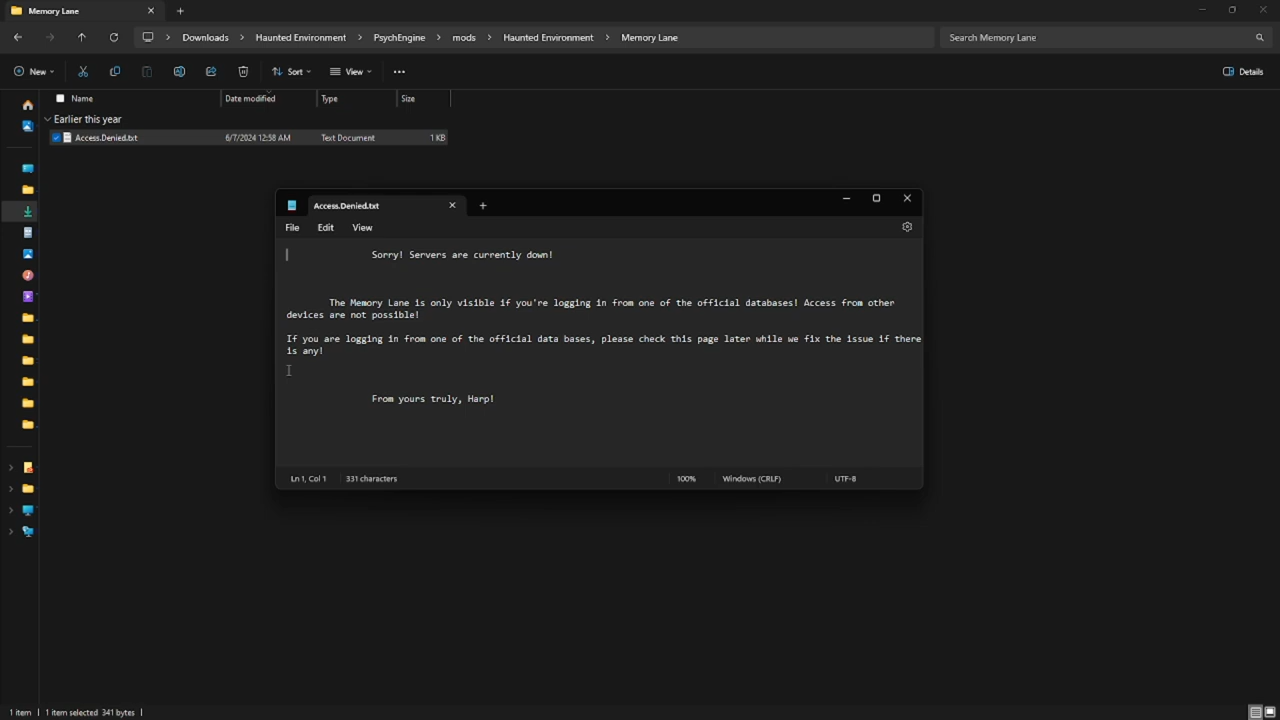 Memory Lane
Downloads > Haunted Environment > PsychEngine > mods > Haunted Environment > Memory Lane
Search Memory Lane
New
Sort
View
Details
Name
Date modified
Type
Size
Earlier this year
Access.Denied.txt
6/7/2024 12:58 AM
Text Document
1 KB
Access.Denied.txt
File
Edit
View
Sorry! Servers are currently down!
The Memory Lane is only visible if you're logging in from one of the official databases! Access from other
devices are not possible!
If you are logging in from one of the official data bases, please check this page later while we fix the issue if there
is any!
From yours truly, Harp!
Ln 1, Col 1
331 characters
100%
Windows (CRLF)
UTF-8
1 item
1 item selected 341 bytes